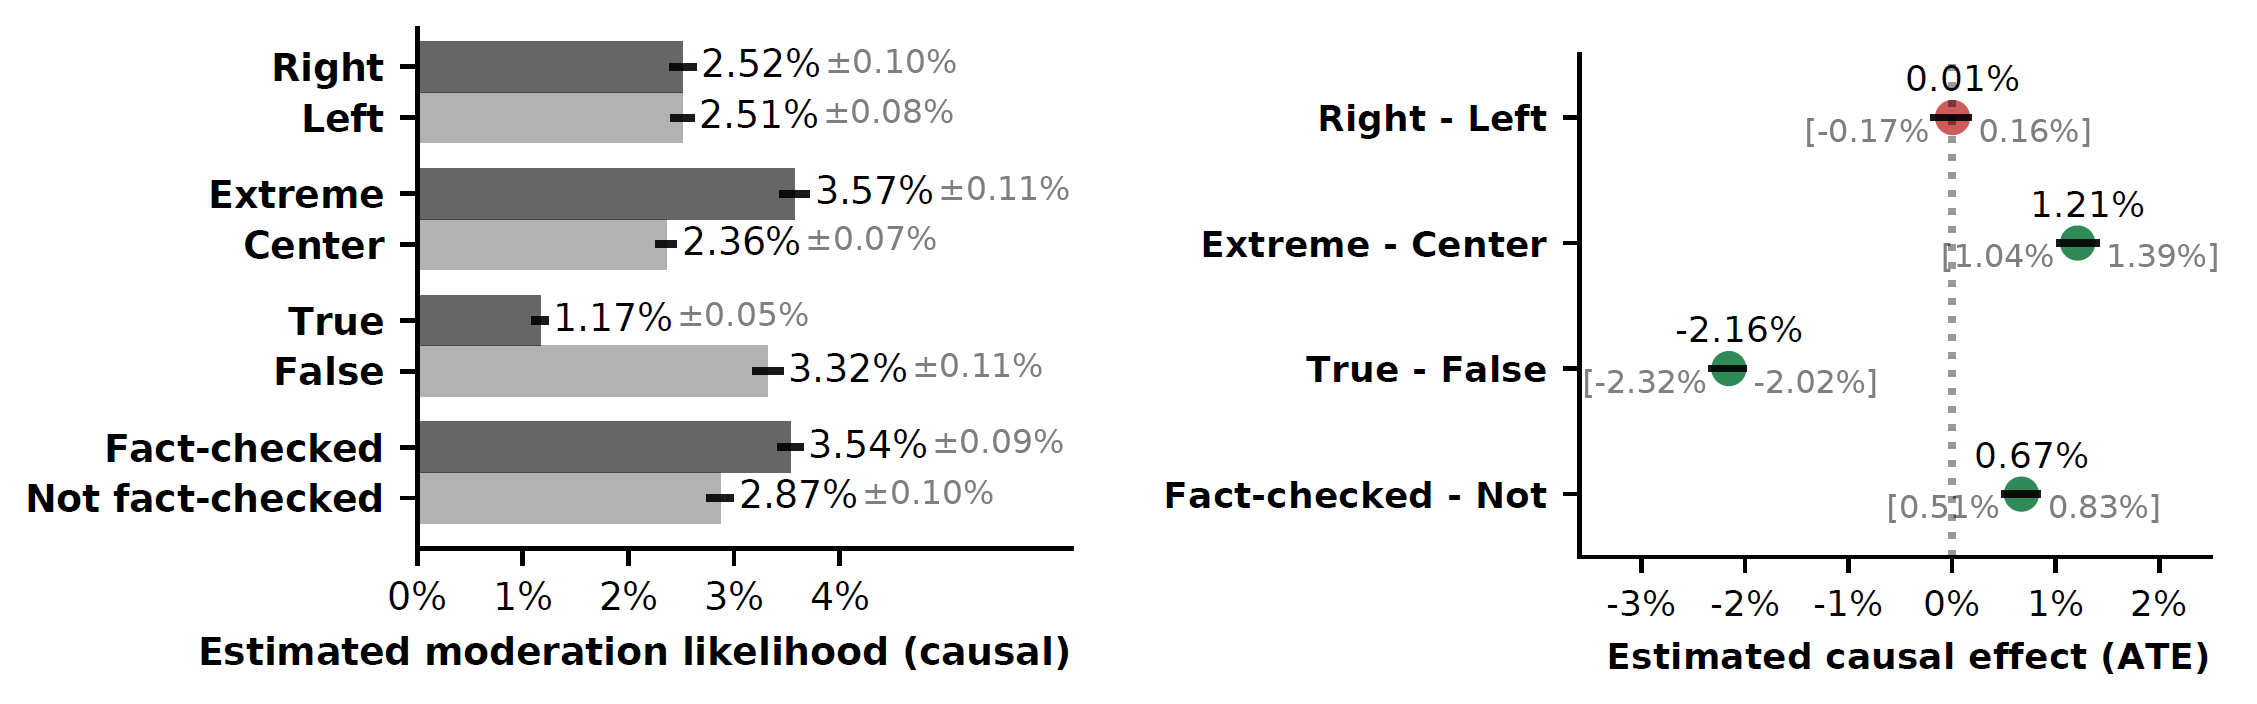 Right 2.52% ±0.10%
Left 2.51% ±0.08%
Extreme 3.57% ±0.11%
Center 2.36% ±0.07%
True 1.17% ±0.05%
False 3.32% ±0.11%
Fact-checked 3.54% ±0.09%
Not fact-checked 2.87% ±0.10%
0% 1% 2% 3% 4%
Estimated moderation likelihood (causal)
0.01%
Right - Left [-0.17% 0.16%]
1.21%
Extreme - Center [1.04% 1.39%]
-2.16%
True - False [-2.32% -2.02%]
0.67%
Fact-checked - Not [0.51% 0.83%]
-3% -2% -1% 0% 1% 2%
Estimated causal effect (ATE)